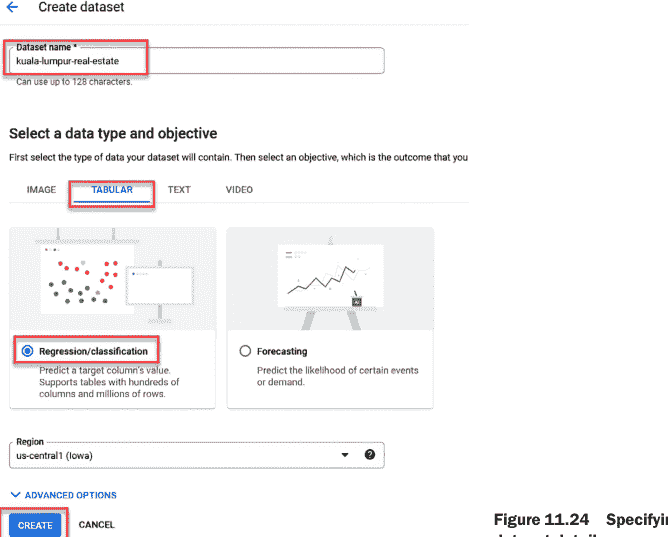 Create dataset
Dataset name *
kuala-lumpur-real-estate
Can use up to 128 characters.
Select a data type and objective
First select the type of data your dataset will contain. Then select an objective, which is the outcome that you
IMAGE TABULAR TEXT VIDEO
Regression/classification
Predict a target column's value.
Supports tables with hundreds of
columns and millions of rows.
Forecasting
Predict the likelihood of certain events
or demand.
Region
us-central1 (Iowa)
ADVANCED OPTIONS
CREATE CANCEL
Figure 11.24 Specifyin